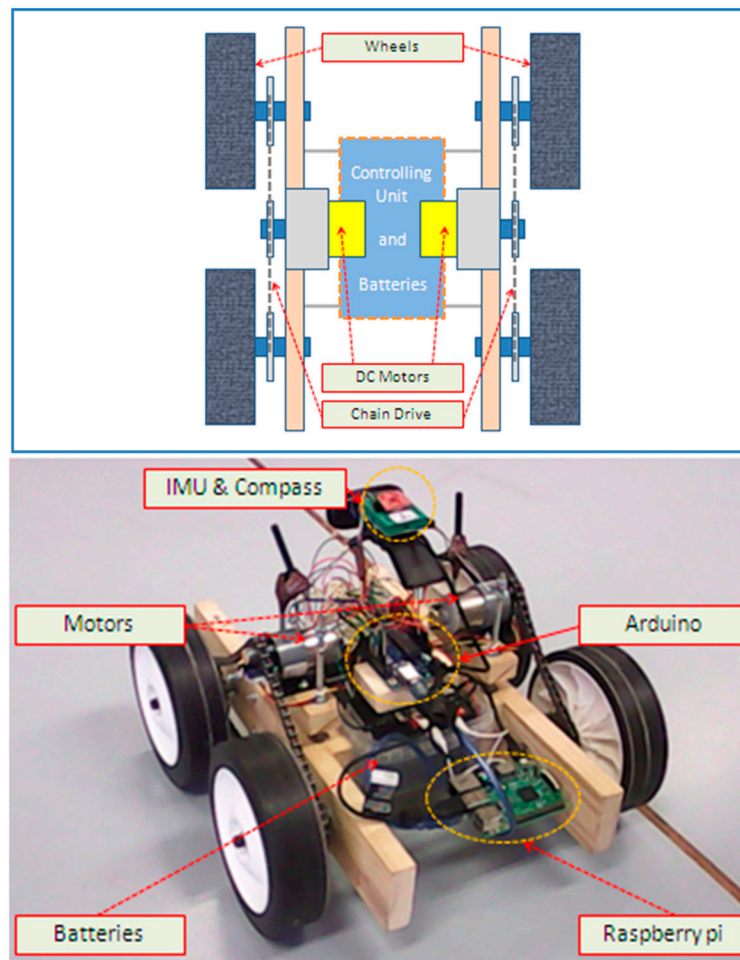 Wheels
Controlling
Unit
and
Batteries
DC Motors
Chain Drive
IMU & Compass
Motors
Arduino
Batteries
Raspberry pi